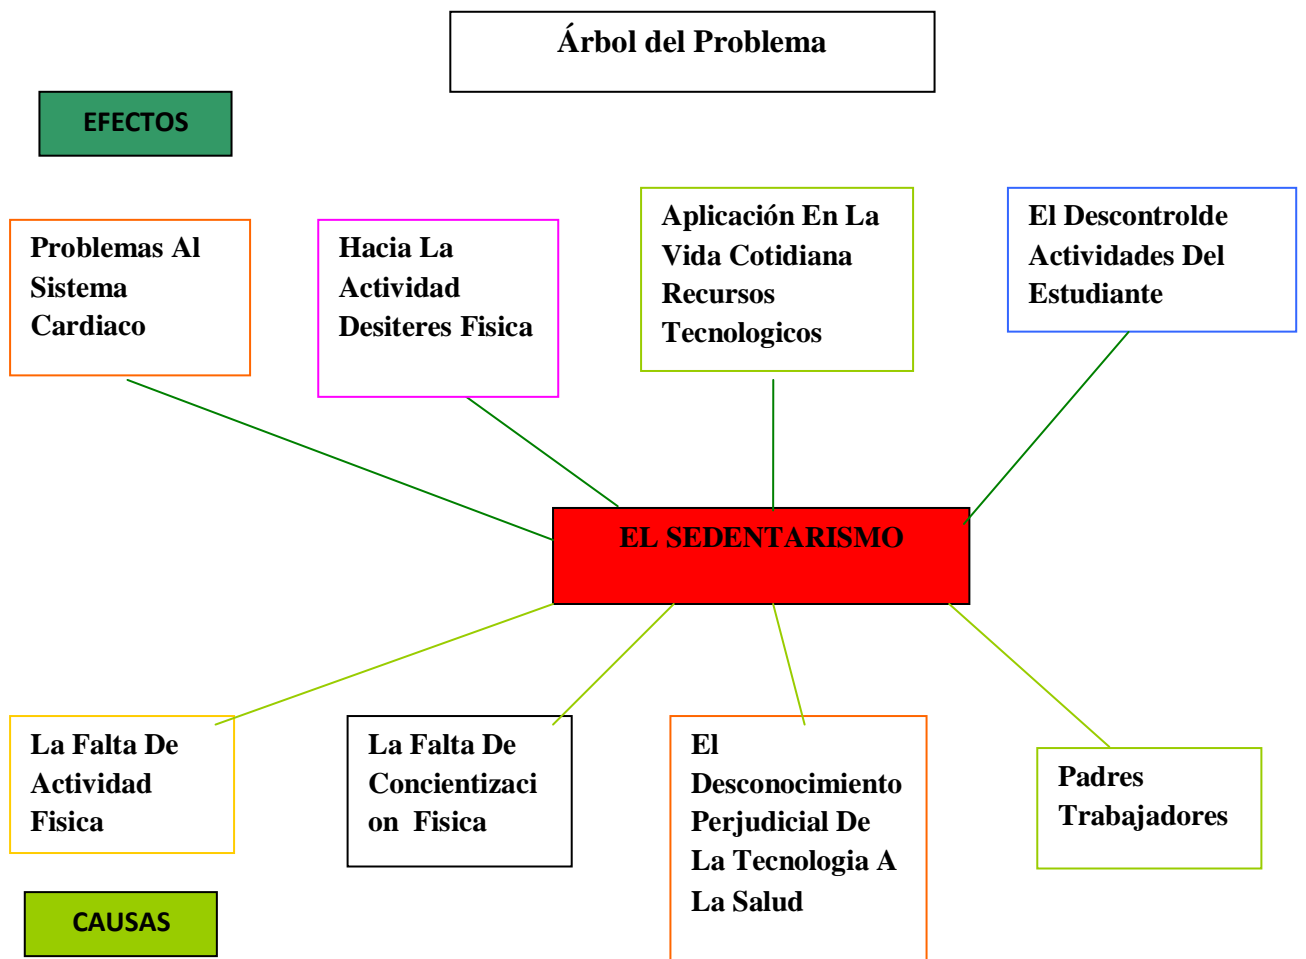 Árbol del Problema
EFECTOS
Problemas Al
Sistema
Cardiaco
Hacia La
Actividad
Desiteres Fisica
Aplicación En La
Vida Cotidiana
Recursos
Tecnologicos
El Descontrolde
Actividades Del
Estudiante
EL SEDENTARISMO
La Falta De
Actividad
Fisica
La Falta De
Concientizaci
on Fisica
El
Desconocimiento
Perjudicial De
La Tecnologia A
La Salud
Padres
Trabajadores
CAUSAS